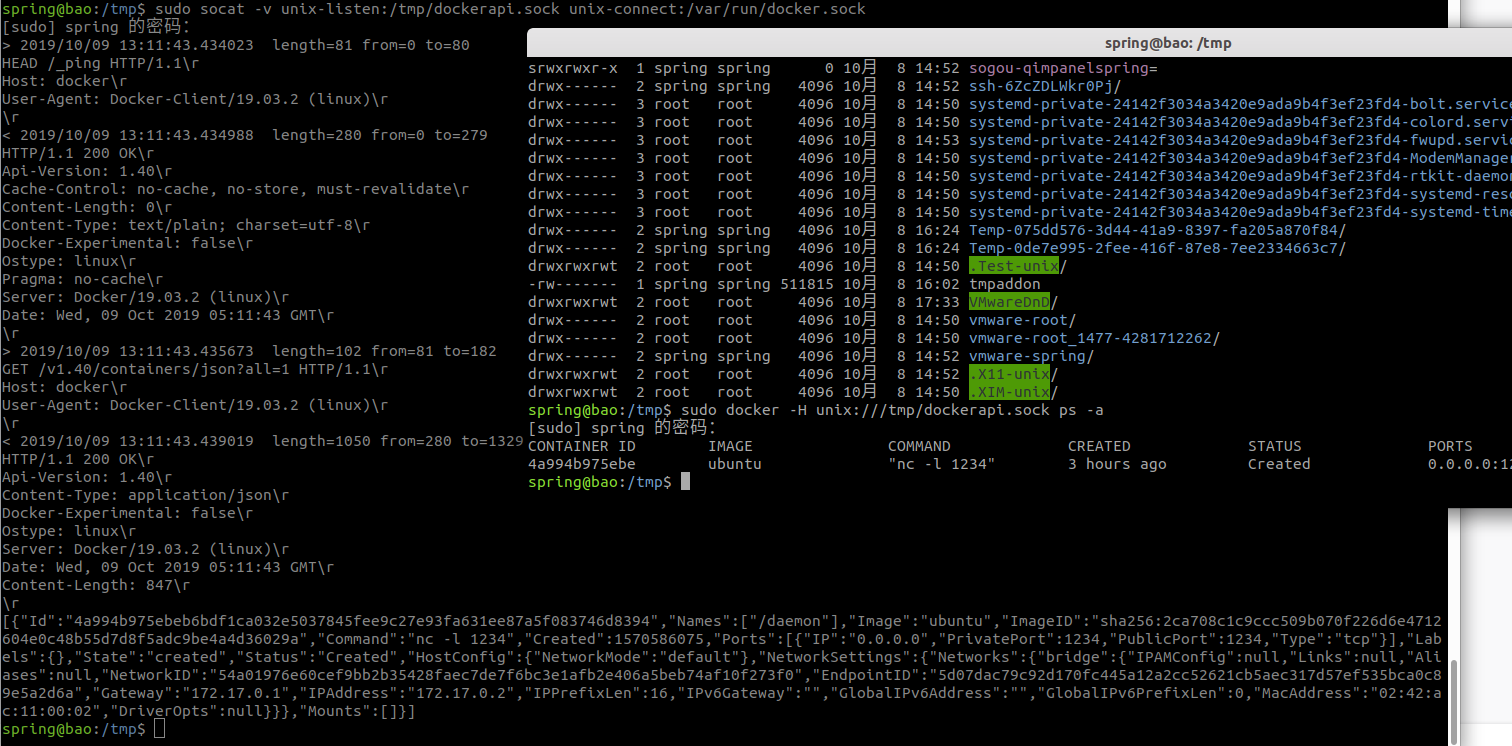 spring@bao:/tmp$ sudo socat -v unix-listen:/tmp/dockerapi.sock unix-connect:/var/run/docker.sock
[sudo] spring 的密码：
> 2019/10/09 13:11:43.434023  length=81 from=0 to=80
HEAD /_ping HTTP/1.1\r
Host: docker\r
User-Agent: Docker-Client/19.03.2 (linux)\r
\r
< 2019/10/09 13:11:43.434988  length=280 from=0 to=279
HTTP/1.1 200 OK\r
Api-Version: 1.40\r
Cache-Control: no-cache, no-store, must-revalidate\r
Content-Length: 0\r
Content-Type: text/plain; charset=utf-8\r
Docker-Experimental: false\r
Ostype: linux\r
Pragma: no-cache\r
Server: Docker/19.03.2 (linux)\r
Date: Wed, 09 Oct 2019 05:11:43 GMT\r
\r
> 2019/10/09 13:11:43.435673  length=102 from=81 to=182
GET /v1.40/containers/json?all=1 HTTP/1.1\r
Host: docker\r
User-Agent: Docker-Client/19.03.2 (linux)\r
\r
< 2019/10/09 13:11:43.439019  length=1050 from=280 to=1329
HTTP/1.1 200 OK\r
Api-Version: 1.40\r
Content-Type: application/json\r
Docker-Experimental: false\r
Ostype: linux\r
Server: Docker/19.03.2 (linux)\r
Date: Wed, 09 Oct 2019 05:11:43 GMT\r
Content-Length: 847\r
\r
[{"Id":"4a994b975ebeb6bdf1ca032e5037845fee9c27e93fa631ee87a5f083746d8394","Names":["/daemon"],"Image":"ubuntu","ImageID":"sha256:2ca708c1c9ccc509b070f226d6e4712
604e0c48b55d7d8f5adc9be4a4d36029a","Command":"nc -l 1234","Created":1570586075,"Ports":[{"IP":"0.0.0.0","PrivatePort":1234,"PublicPort":1234,"Type":"tcp"}],"Lab
els":{},"State":"created","Status":"Created","HostConfig":{"NetworkMode":"default"},"NetworkSettings":{"Networks":{"bridge":{"IPAMConfig":null,"Links":null,"Ali
ases":null,"NetworkID":"54a01976e60cef9bb2b35428faec7de7f6bc3e1afb2e406a5beb74af10f273f0","EndpointID":"5d07dac79c92d170fc445a12a2cc52621cb5aec317d57ef535bca0c8
9e5a2d6a","Gateway":"172.17.0.1","IPAddress":"172.17.0.2","IPPrefixLen":16,"IPv6Gateway":"","GlobalIPv6Address":"","GlobalIPv6PrefixLen":0,"MacAddress":"02:42:a
c:11:00:02","DriverOpts":null}}},"Mounts":[]}]
spring@bao:/tmp$
spring@bao: /tmp
srwxrwxr-x  1 spring spring      0 10月  8 14:52 sogou-qimpanelspring=
drwx------  2 spring spring   4096 10月  8 14:52 ssh-6ZcZDLWkr0Pj/
drwx------  3 root   root     4096 10月  8 14:50 systemd-private-24142f3034a3420e9ada9b4f3ef23fd4-bolt.service
drwx------  3 root   root     4096 10月  8 14:50 systemd-private-24142f3034a3420e9ada9b4f3ef23fd4-colord.servi
drwx------  3 root   root     4096 10月  8 14:53 systemd-private-24142f3034a3420e9ada9b4f3ef23fd4-fwupd.servic
drwx------  3 root   root     4096 10月  8 14:50 systemd-private-24142f3034a3420e9ada9b4f3ef23fd4-ModemManager
drwx------  3 root   root     4096 10月  8 14:50 systemd-private-24142f3034a3420e9ada9b4f3ef23fd4-rtkit-daemon
drwx------  3 root   root     4096 10月  8 14:50 systemd-private-24142f3034a3420e9ada9b4f3ef23fd4-systemd-reso
drwx------  3 root   root     4096 10月  8 14:50 systemd-private-24142f3034a3420e9ada9b4f3ef23fd4-systemd-time
drwx------  2 spring spring   4096 10月  8 16:24 Temp-075dd576-3d44-41a9-8397-fa205a870f84/
drwx------  2 spring spring   4096 10月  8 16:24 Temp-0de7e995-2fee-416f-87e8-7ee2334663c7/
drwxrwxrwt  2 root   root     4096 10月  8 14:50 .Test-unix/
-rw-------  1 spring spring 511815 10月  8 16:02 tmpaddon
drwxrwxrwt  2 root   root     4096 10月  8 17:33 VMwareDnD/
drwx------  2 root   root     4096 10月  8 14:50 vmware-root/
drwx------  2 root   root     4096 10月  8 14:50 vmware-root_1477-4281712262/
drwx------  2 spring spring   4096 10月  8 14:52 vmware-spring/
drwxrwxrwt  2 root   root     4096 10月  8 14:52 .X11-unix/
drwxrwxrwt  2 root   root     4096 10月  8 14:50 .XIM-unix/
spring@bao:/tmp$ sudo docker -H unix:///tmp/dockerapi.sock ps -a
[sudo] spring 的密码：
CONTAINER ID        IMAGE               COMMAND             CREATED             STATUS              PORTS
4a994b975ebe        ubuntu              "nc -l 1234"        3 hours ago         Created             0.0.0.0:12
spring@bao:/tmp$